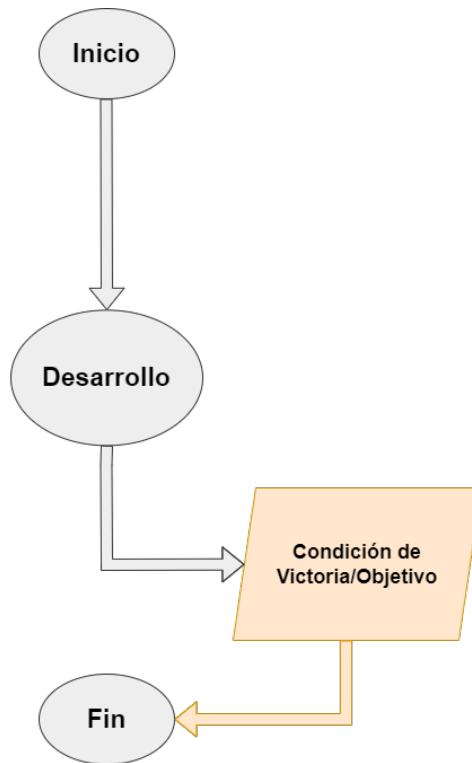 Inicio
Desarrollo
Condición de
Victoria/Objetivo
Fin